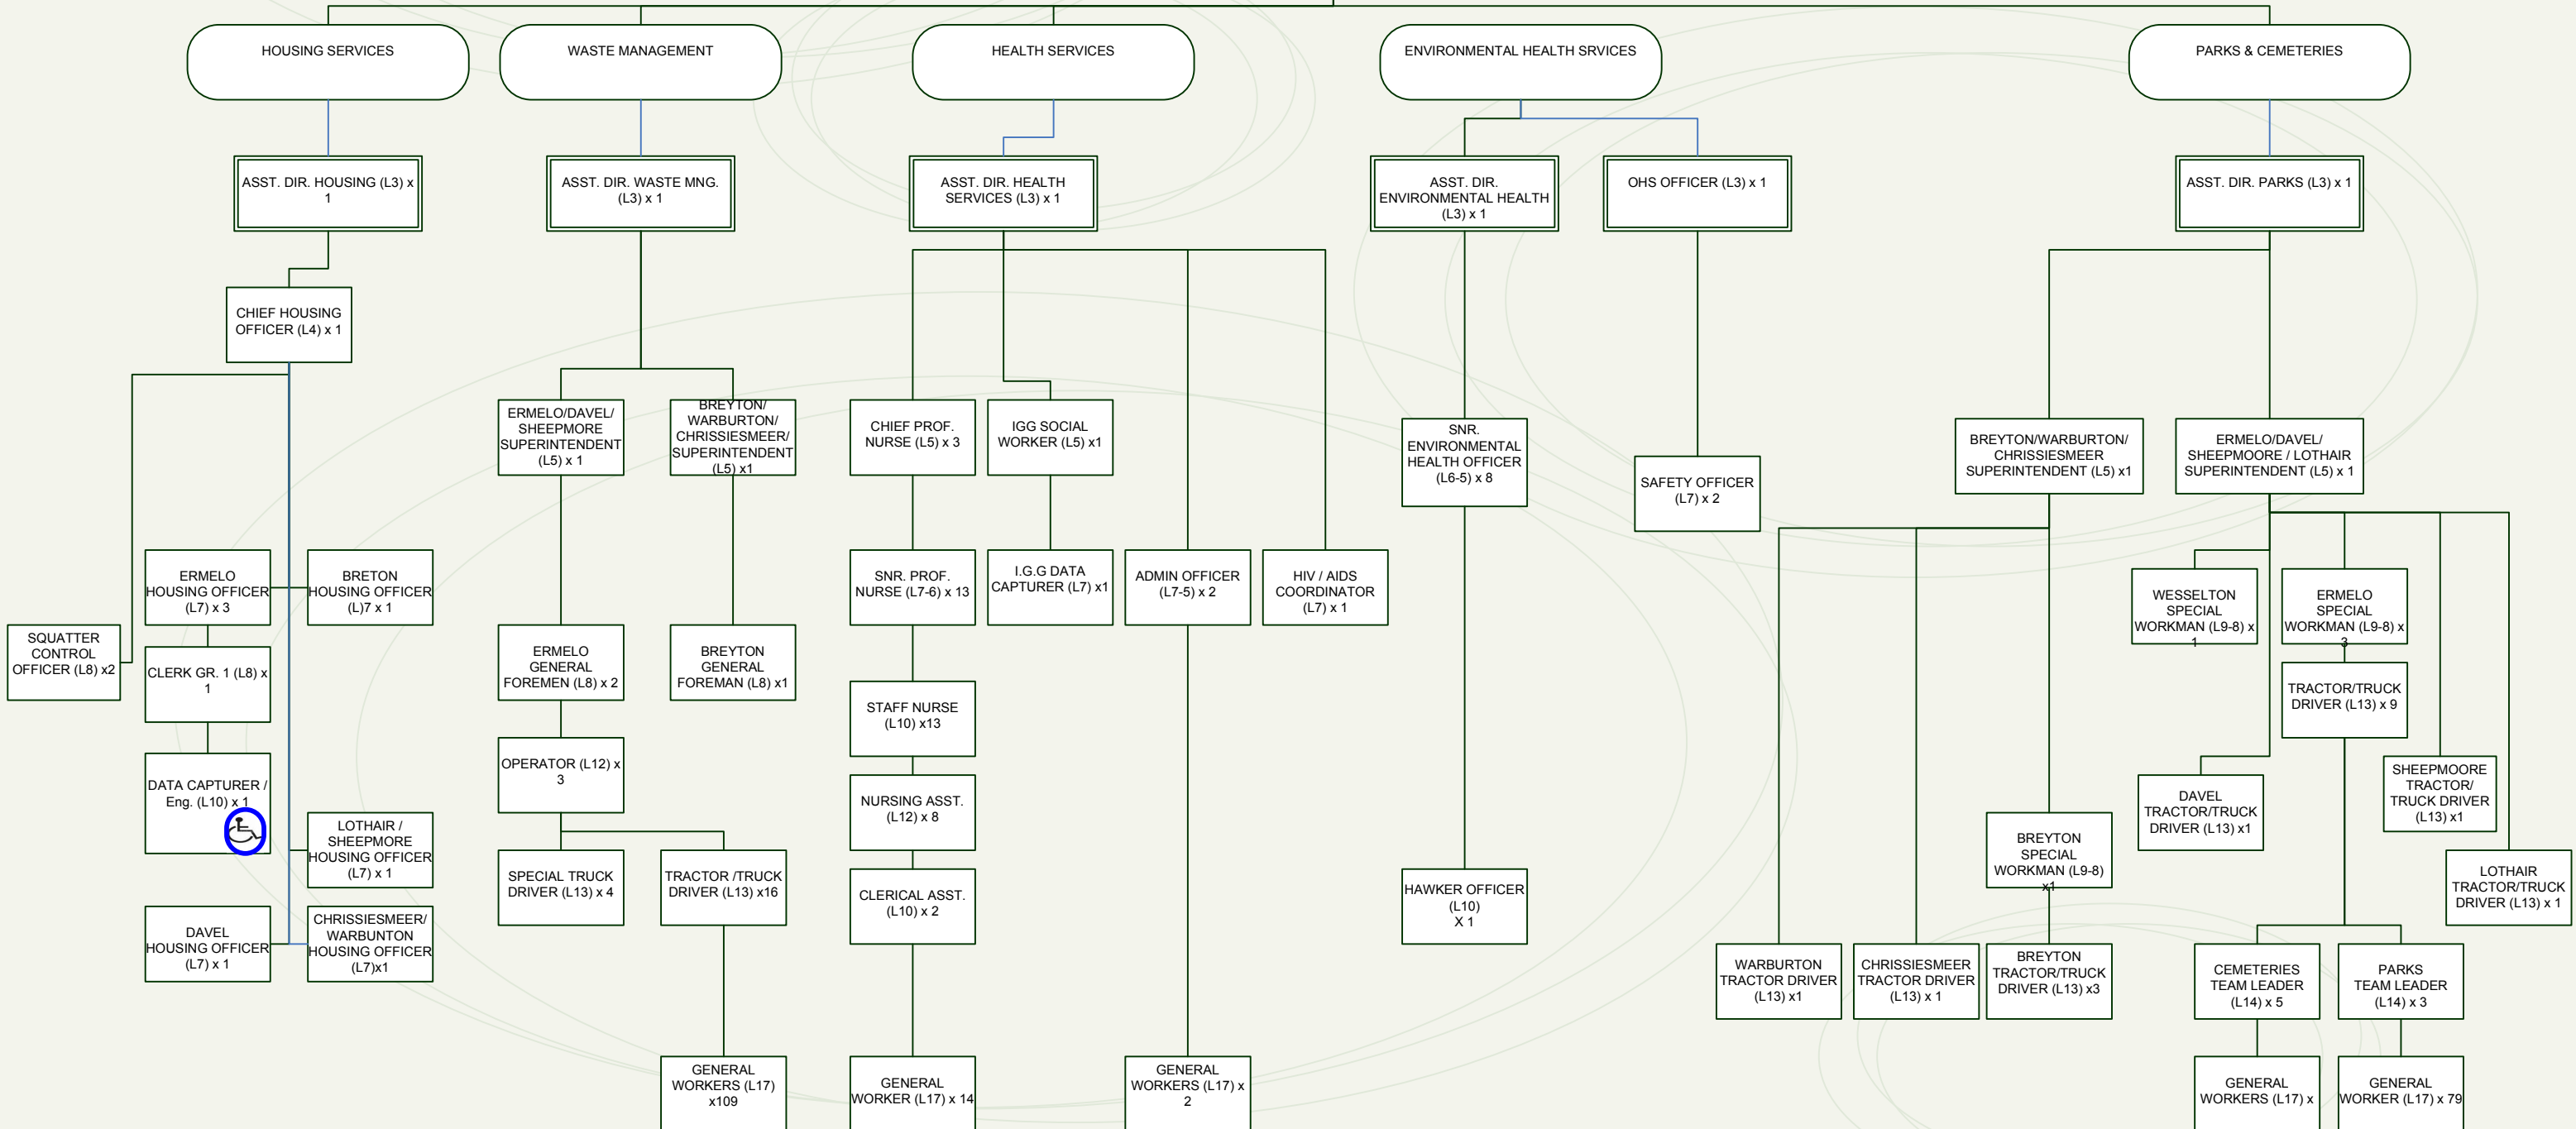 HOUSING SERVICES
WASTE MANAGEMENT
HEALTH SERVICES
ENVIRONMENTAL HEALTH SRVICES
PARKS & CEMETERIES
ASST. DIR. HOUSING (L3) x
1
ASST. DIR. WASTE MNG.
(L3) x 1
ASST. DIR. HEALTH
SERVICES (L3) x 1
ASST. DIR.
ENVIRONMENTAL HEALTH
(L3) x 1
OHS OFFICER (L3) x 1
ASST. DIR. PARKS (L3) x 1
CHIEF HOUSING
OFFICER (L4) x 1
ERMELO/DAVEL/
SHEEPMORE
SUPERINTENDENT
(L5) x 1
BREYTON/
WARBURTON/
CHRISSIESMEER/
SUPERINTENDENT
(L5) x1
CHIEF PROF.
NURSE (L5) x 3
IGG SOCIAL
WORKER (L5) x1
SNR.
ENVIRONMENTAL
HEALTH OFFICER
(L6-5) x 8
SAFETY OFFICER
(L7) x 2
BREYTON/WARBURTON/
CHRISSIESMEER
SUPERINTENDENT (L5) x1
ERMELO/DAVEL/
SHEEPMOORE / LOTHAIR
SUPERINTENDENT (L5) x 1
ERMELO
HOUSING OFFICER
(L7) x 3
BRETON
HOUSING OFFICER
(L)7 x 1
SNR. PROF.
NURSE (L7-6) x 13
I.G.G DATA
CAPTURER (L7) x1
ADMIN OFFICER
(L7-5) x 2
HIV / AIDS
COORDINATOR
(L7) x 1
WESSELTON
SPECIAL
WORKMAN (L9-8) x
1
ERMELO
SPECIAL
WORKMAN (L9-8) x
3
SQUATTER
CONTROL
OFFICER (L8) x2
CLERK GR. 1 (L8) x
1
ERMELO
GENERAL
FOREMEN (L8) x 2
BREYTON
GENERAL
FOREMAN (L8) x1
STAFF NURSE
(L10) x13
TRACTOR/TRUCK
DRIVER (L13) x 9
DATA CAPTURER /
Eng. (L10) x 1
OPERATOR (L12) x
3
NURSING ASST.
(L12) x 8
DAVEL
TRACTOR/TRUCK
DRIVER (L13) x1
SHEEPMOORE
TRACTOR/
TRUCK DRIVER
(L13) x1
LOTHAIR /
SHEEPMORE
HOUSING OFFICER
(L7) x 1
SPECIAL TRUCK
DRIVER (L13) x 4
TRACTOR /TRUCK
DRIVER (L13) x16
CLERICAL ASST.
(L10) x 2
HAWKER OFFICER
(L10)
X 1
BREYTON
SPECIAL
WORKMAN (L9-8)
x1
LOTHAIR
TRACTOR/TRUCK
DRIVER (L13) x 1
DAVEL
HOUSING OFFICER
(L7) x 1
CHRISSIESMEER/
WARBUNTON
HOUSING OFFICER
(L7)x1
WARBURTON
TRACTOR DRIVER
(L13) x1
CHRISSIESMEER
TRACTOR DRIVER
(L13) x 1
BREYTON
TRACTOR/TRUCK
DRIVER (L13) x3
CEMETERIES
TEAM LEADER
(L14) x 5
PARKS
TEAM LEADER
(L14) x 3
GENERAL
WORKERS (L17)
x109
GENERAL
WORKER (L17) x 14
GENERAL
WORKERS (L17) x
2
GENERAL
WORKERS (L17) x
GENERAL
WORKER (L17) x 79